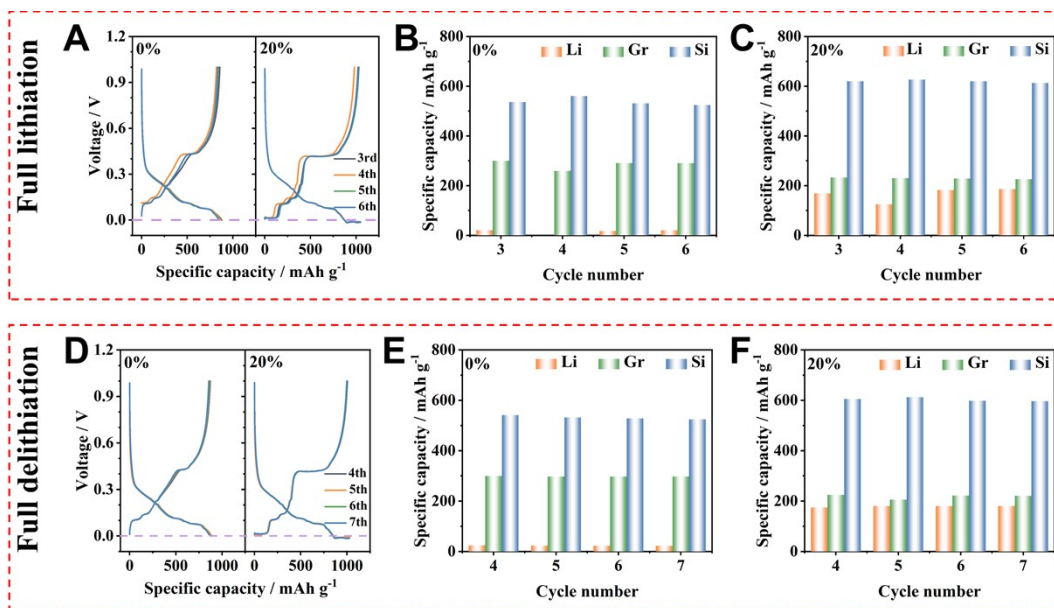 Full lithiation
A
0%
20%
1.2
0.9
0.6
0.3
0.0
Voltage / V
3rd
4th
5th
6th
0 500 1000 0 500 1000
Specific capacity / mAh g-1
B
0%
Li Gr Si
800
600
400
200
0
Specific capacity / mAh g-1
3 4 5 6
Cycle number
C
20%
Li Gr Si
800
600
400
200
0
Specific capacity / mAh g-1
3 4 5 6
Cycle number
Full delithiation
D
0%
20%
1.2
0.9
0.6
0.3
0.0
Voltage / V
4th
5th
6th
7th
0 500 1000 0 500 1000
Specific capacity / mAh g-1
E
0%
Li Gr Si
800
600
400
200
0
Specific capacity / mAh g-1
4 5 6 7
Cycle number
F
20%
Li Gr Si
800
600
400
200
0
Specific capacity / mAh g-1
4 5 6 7
Cycle number